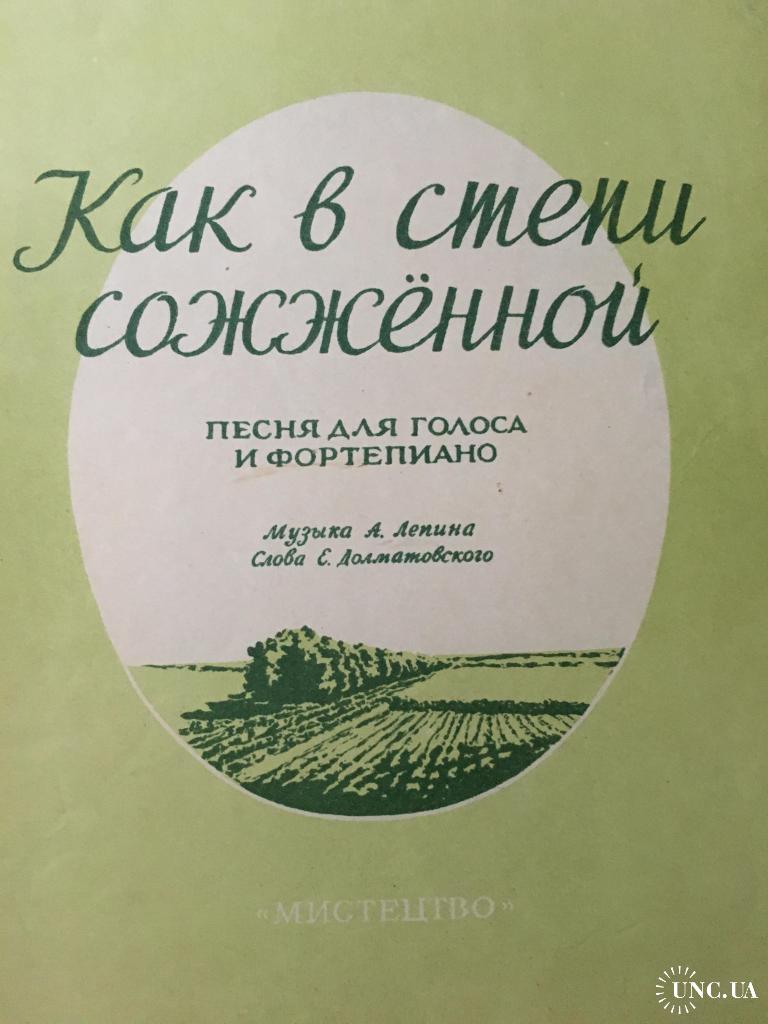 Как в степи
сожжённой
ПЕСНЯ ДЛЯ ГОЛОСА
И ФОРТЕПИАНО
Музыка А. Лепина
Слова Е. Долматовского
«МИСТЕЦТВО»
UNC.UA